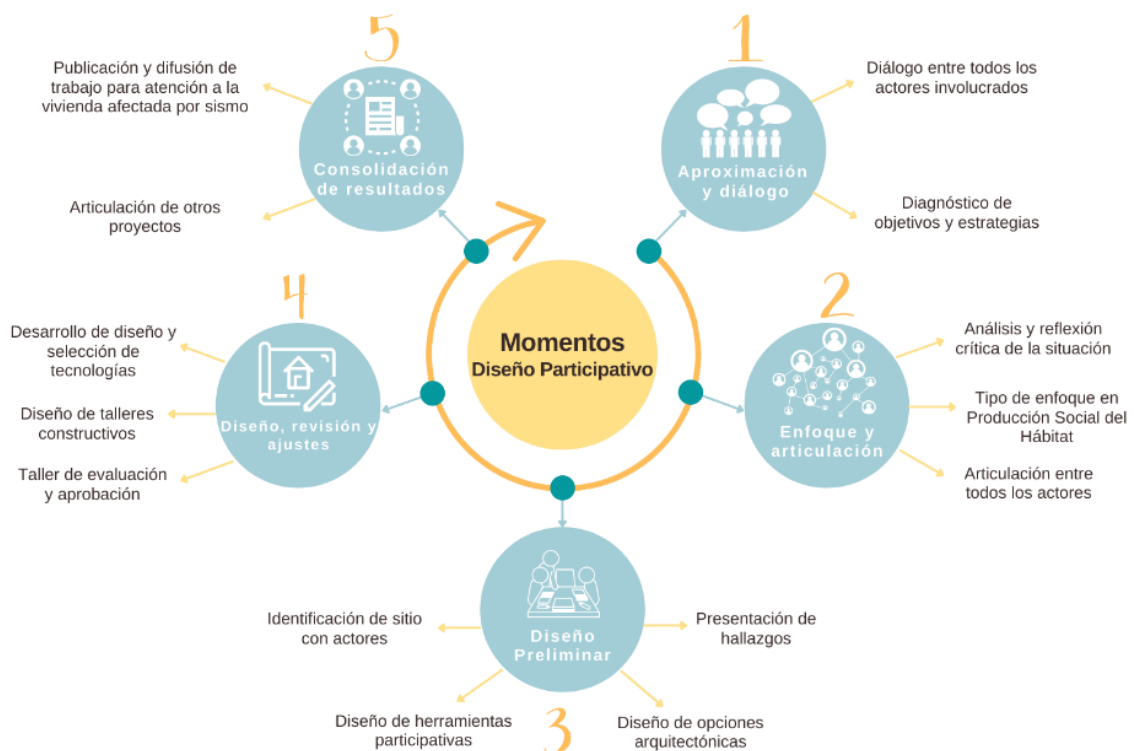 Momentos
Diseño Participativo
1
Aproximación
y diálogo
Diálogo entre todos los
actores involucrados
Diagnóstico de
objetivos y estrategias
2
Enfoque y
articulación
Análisis y reflexión
crítica de la situación
Tipo de enfoque en
Producción Social del
Hábitat
Articulación entre
todos los actores
3
Diseño
Preliminar
Identificación de sitio
con actores
Diseño de herramientas
participativas
Diseño de opciones
arquitectónicas
Presentación de
hallazgos
4
Diseño, revisión y
ajustes
Desarrollo de diseño y
selección de
tecnologías
Diseño de talleres
constructivos
Taller de evaluación
y aprobación
5
Consolidación
de resultados
Publicación y difusión de
trabajo para atención a la
vivienda afectada por sismo
Articulación de otros
proyectos